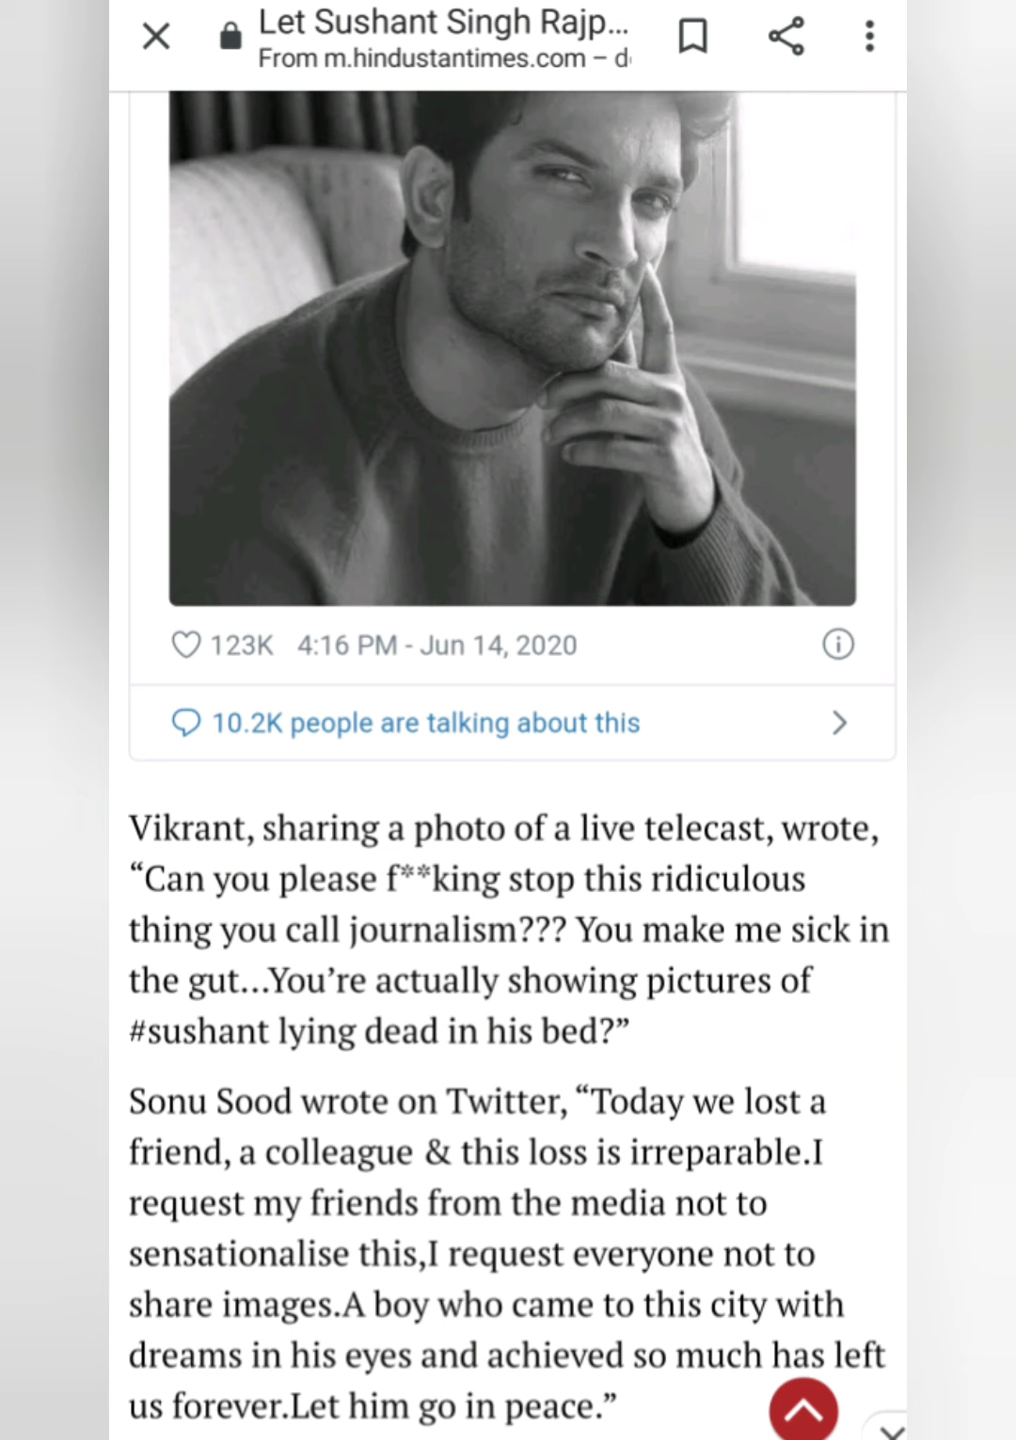 Let Sushant Singh Rajp...
From m.hindustantimes.com – d
123K 4:16 PM - Jun 14, 2020
10.2K people are talking about this
Vikrant, sharing a photo of a live telecast, wrote,
“Can you please f**king stop this ridiculous
thing you call journalism??? You make me sick in
the gut...You’re actually showing pictures of
#sushant lying dead in his bed?”
Sonu Sood wrote on Twitter, “Today we lost a
friend, a colleague & this loss is irreparable.I
request my friends from the media not to
sensationalise this,I request everyone not to
share images.A boy who came to this city with
dreams in his eyes and achieved so much has left
us forever.Let him go in peace.”